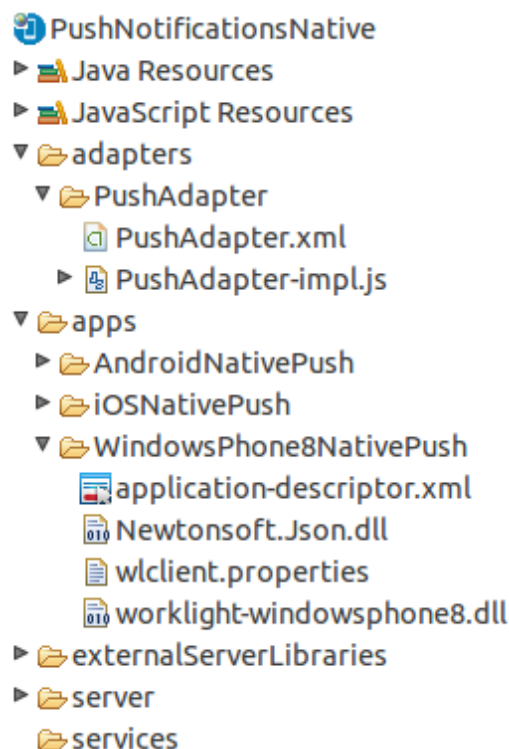 PushNotificationsNative
Java Resources
JavaScript Resources
adapters
PushAdapter
PushAdapter.xml
PushAdapter-impl.js
apps
AndroidNativePush
iOSNativePush
WindowsPhone8NativePush
application-descriptor.xml
Newtonsoft.Json.dll
wlclient.properties
worklight-windowsphone8.dll
externalServerLibraries
server
services